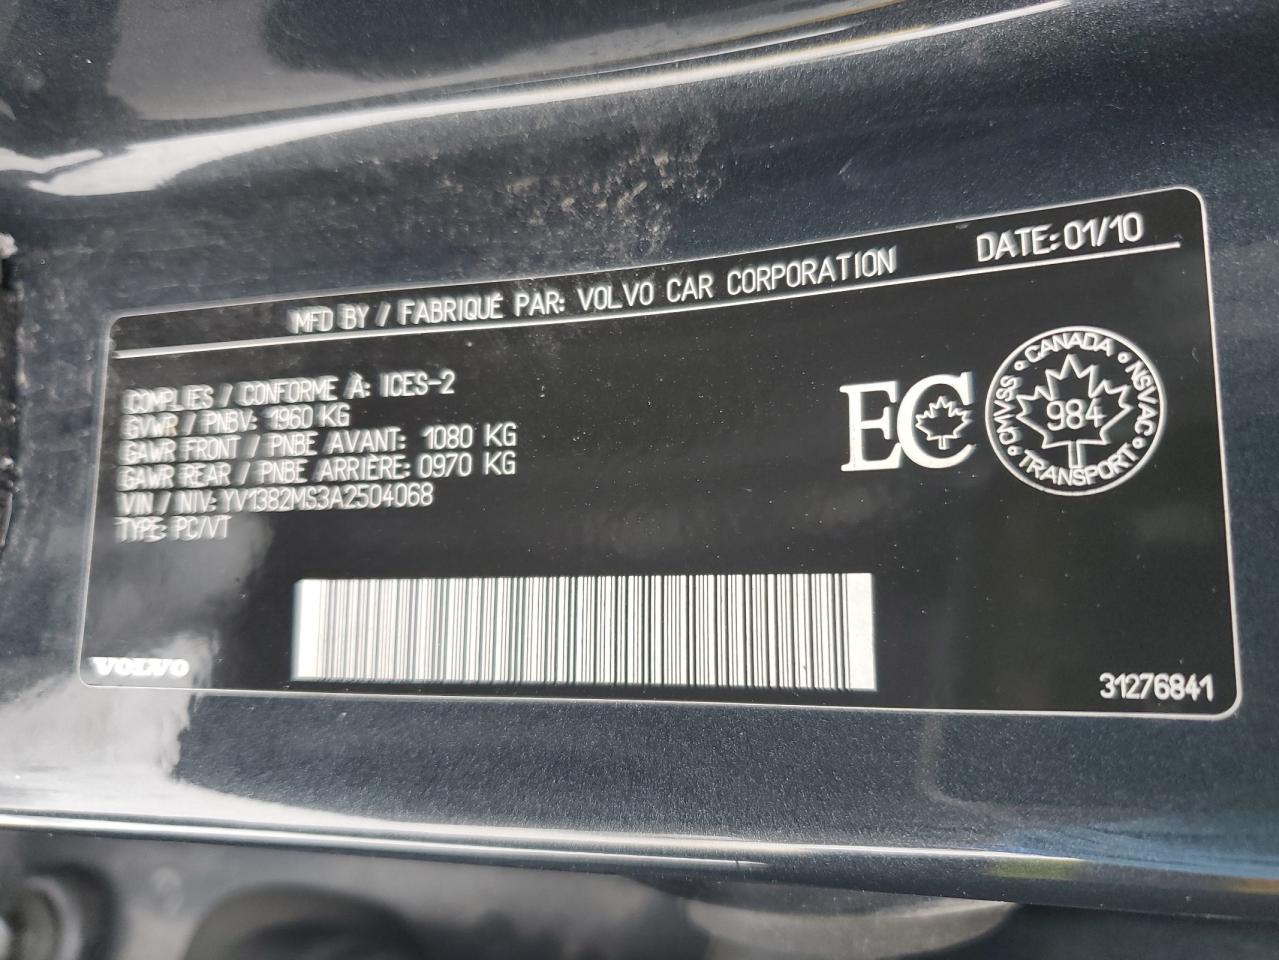 MFD BY / FABRIQUÉ PAR: VOLVO CAR CORPORATION DATE: 01/10
COMPLIES / CONFORME À: ICES-2
GVWR / PNBV: 1960 KG
GAWR FRONT / PNBE AVANT: 1080 KG
GAWR REAR / PNBE ARRIÈRE: 0970 KG
VIN / NIV: YV1382MS3A2504068
TYPE: PC/VT
EC
CANADA
CMVSS 984 NSVAC
TRANSPORT
VOLVO
31276841